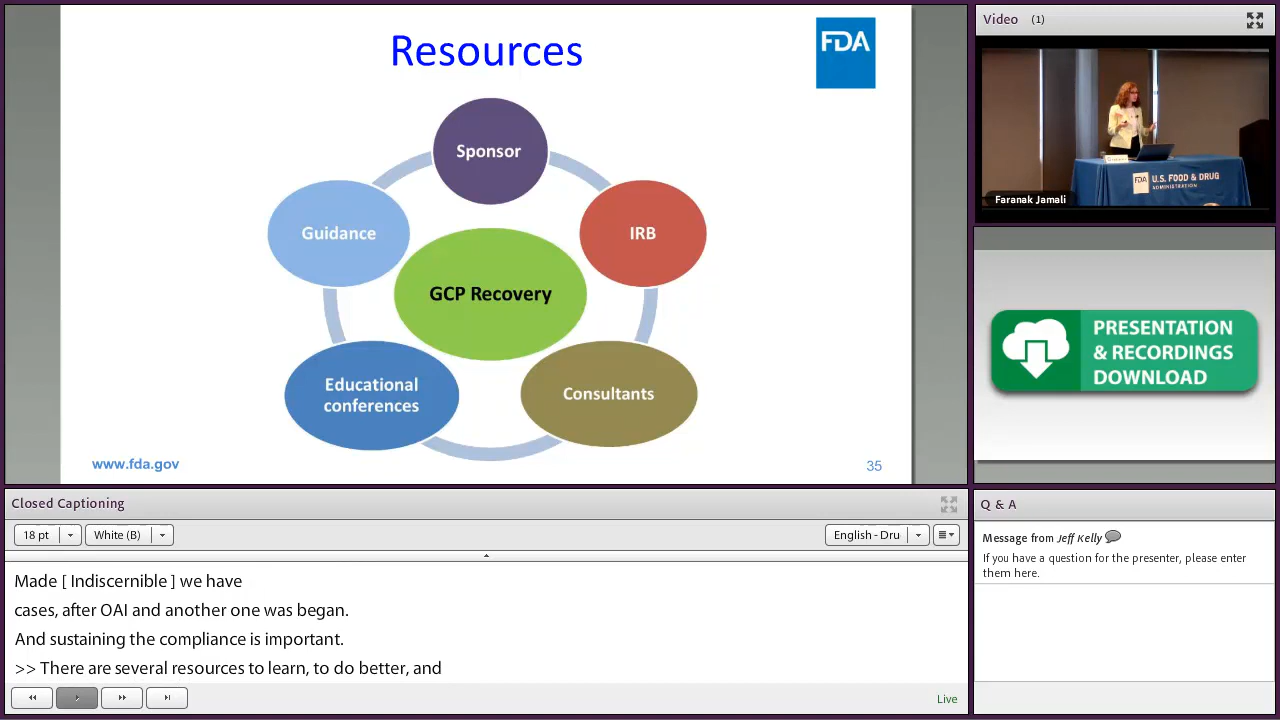 Resources
FDA
Sponsor
Guidance
IRB
GCP Recovery
Educational
conferences
Consultants
www.fda.gov
35
Video (1)
FDA U.S. FOOD & DRUG
ADMINISTRATION
Faranak Jamali
PRESENTATION
& RECORDINGS
DOWNLOAD
Closed Captioning
18 pt
White (B)
English - Dru
Made [ Indiscernible ] we have
cases, after OAI and another one was began.
And sustaining the compliance is important.
>> There are several resources to learn, to do better, and
Live
Q & A
Message from Jeff Kelly
If you have a question for the presenter, please enter
them here.